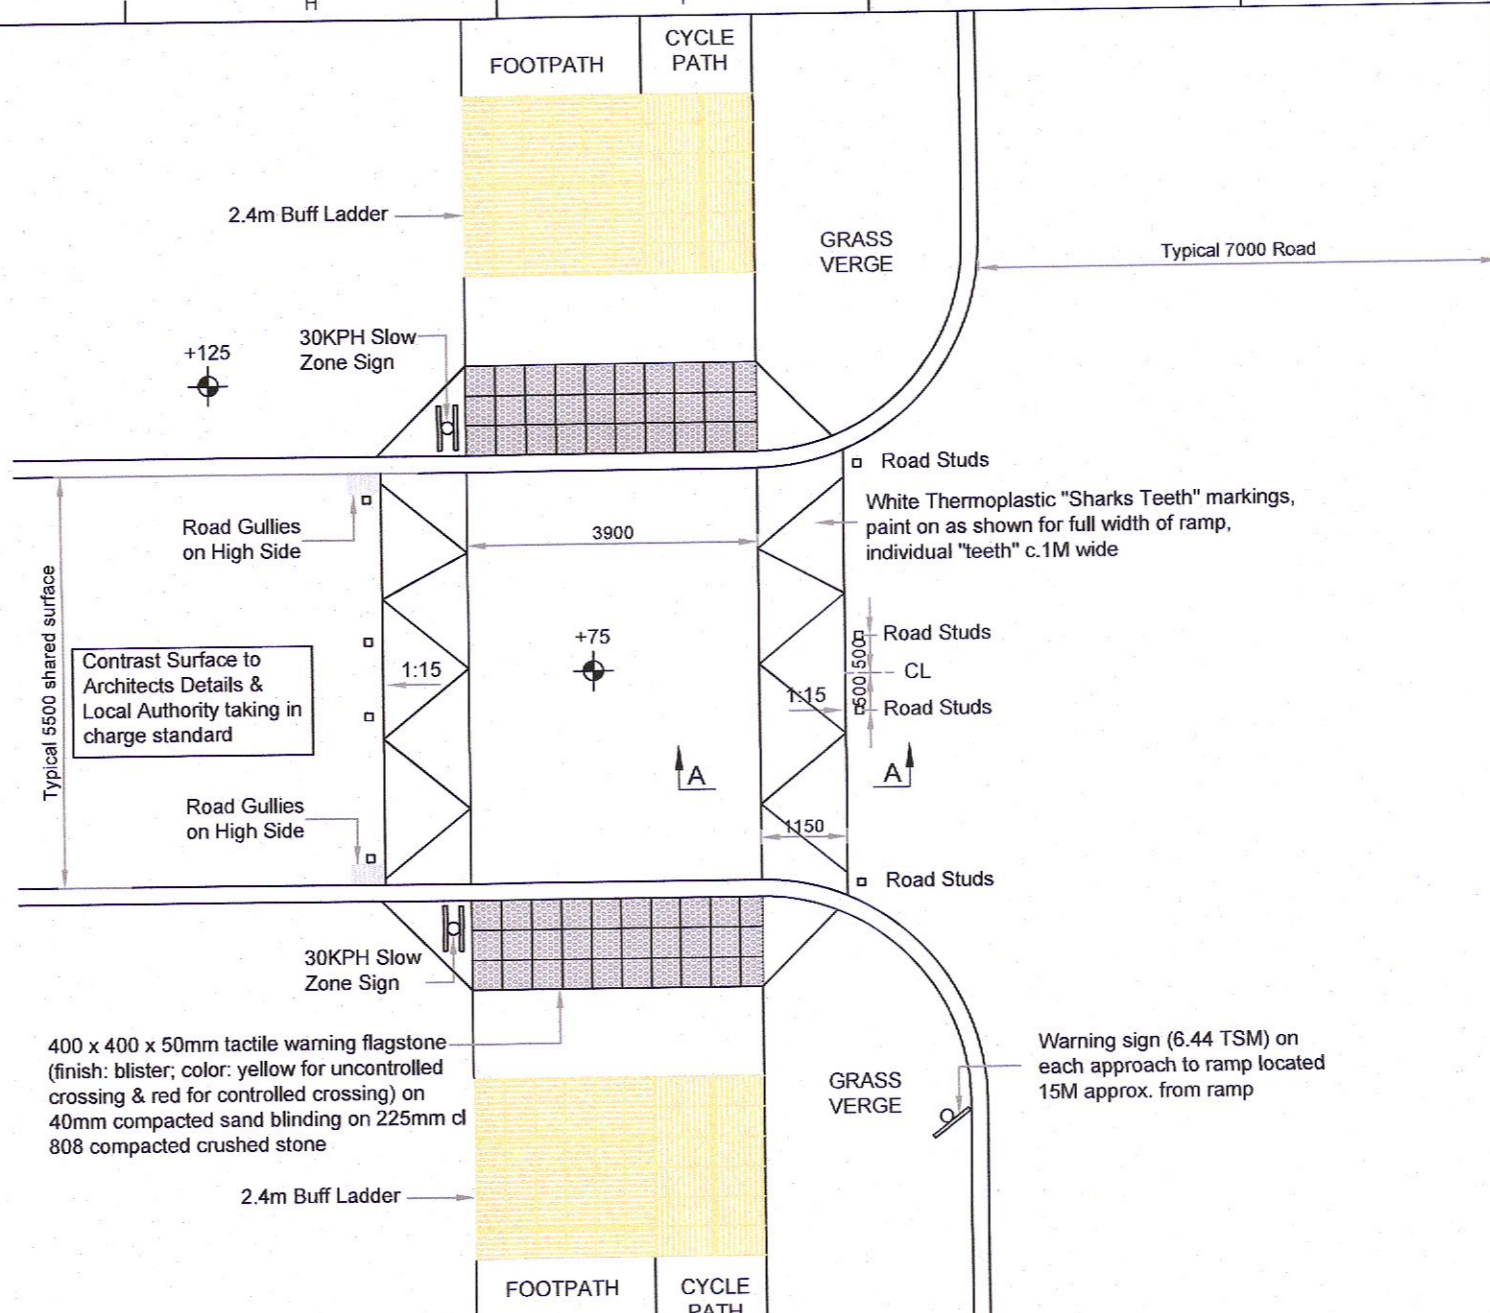 H
FOOTPATH
CYCLE
PATH
2.4m Buff Ladder
GRASS
VERGE
Typical 7000 Road
30KPH Slow
Zone Sign
+125
Road Studs
White Thermoplastic "Sharks Teeth" markings,
paint on as shown for full width of ramp,
individual "teeth" c.1M wide
Road Gullies
on High Side
3900
Typical 5500 shared surface
Contrast Surface to
Architects Details &
Local Authority taking in
charge standard
1:15
+75
Road Studs
500
CL
1:15
500
Road Studs
A
A
Road Gullies
on High Side
1150
Road Studs
30KPH Slow
Zone Sign
400 x 400 x 50mm tactile warning flagstone
(finish: blister; color: yellow for uncontrolled
crossing & red for controlled crossing) on
40mm compacted sand blinding on 225mm cl
808 compacted crushed stone
GRASS
VERGE
Warning sign (6.44 TSM) on
each approach to ramp located
15M approx. from ramp
2.4m Buff Ladder
FOOTPATH
CYCLE
PATH